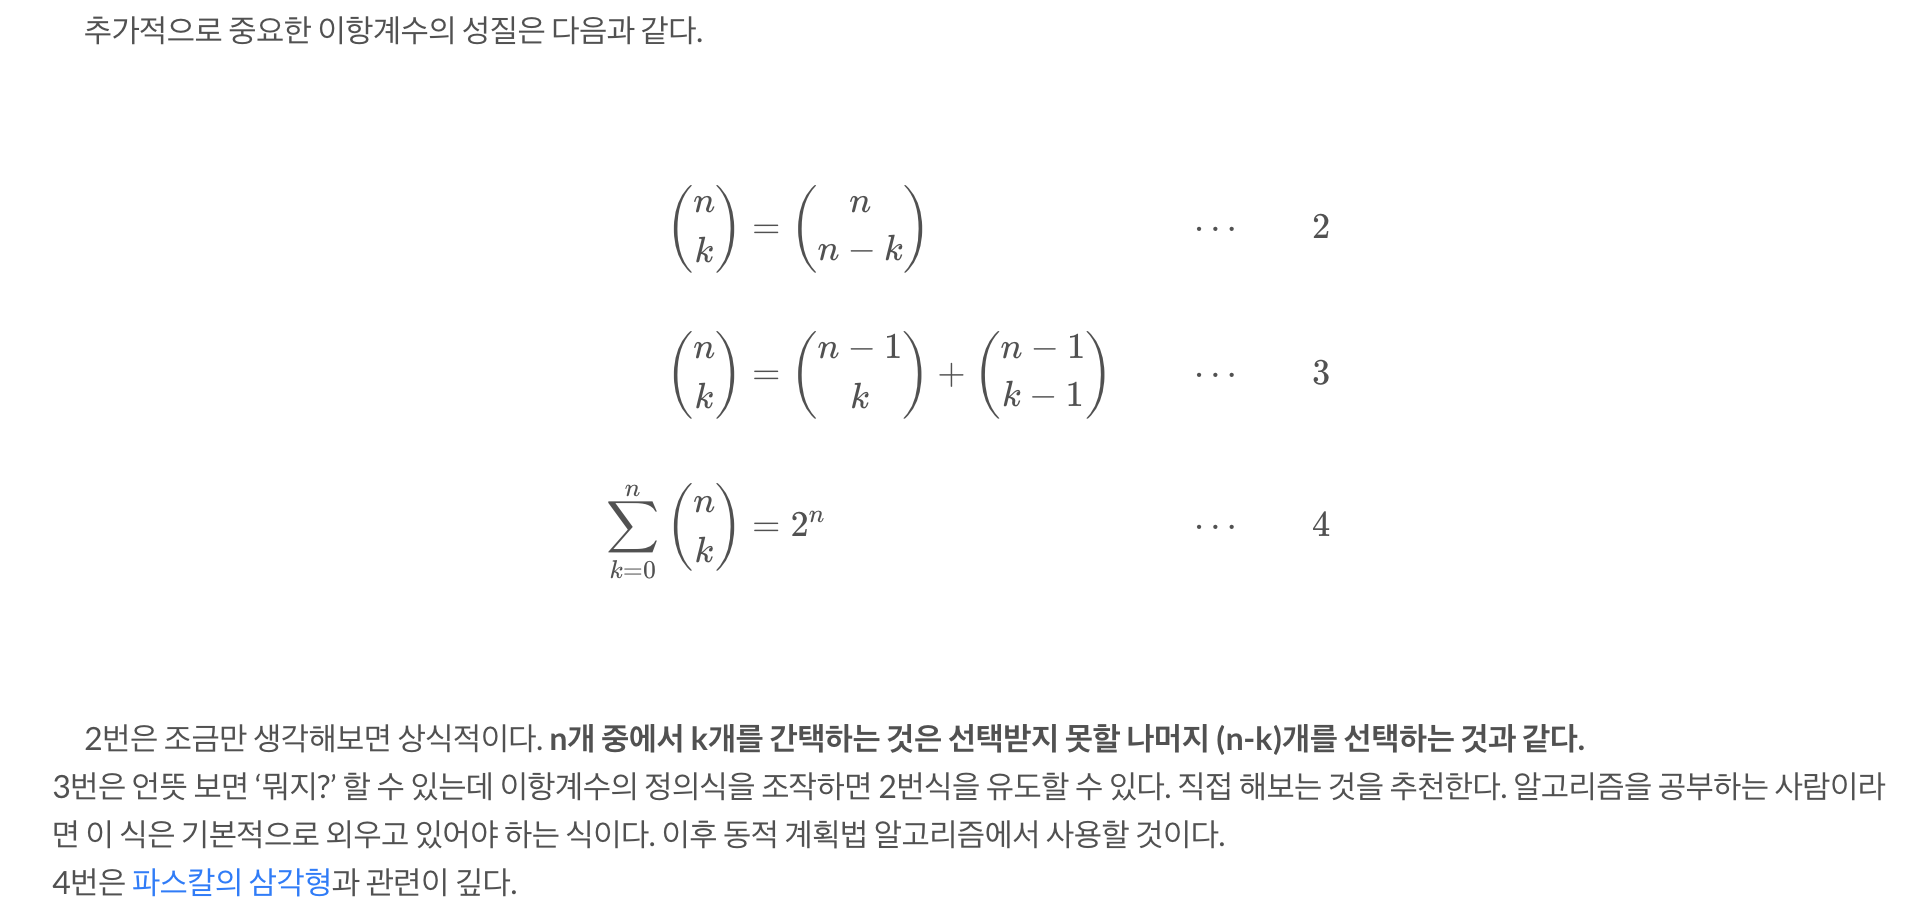 추가적으로 중요한 이항계수의 성질은 다음과 같다.
$\binom{n}{k} = \binom{n}{n-k} \cdots 2$
$\binom{n}{k} = \binom{n-1}{k} + \binom{n-1}{k-1} \cdots 3$
$\sum_{k=0}^{n} \binom{n}{k} = 2^n \cdots 4$
2번은 조금만 생각해보면 상식적이다. n개 중에서 k개를 간택하는 것은 선택받지 못할 나머지 (n-k)개를 선택하는 것과 같다.
3번은 언뜻 보면 ‘뭐지?’ 할 수 있는데 이항계수의 정의식을 조작하면 2번식을 유도할 수 있다. 직접 해보는 것을 추천한다. 알고리즘을 공부하는 사람이라
면 이 식은 기본적으로 외우고 있어야 하는 식이다. 이후 동적 계획법 알고리즘에서 사용할 것이다.
4번은 파스칼의 삼각형과 관련이 깊다.